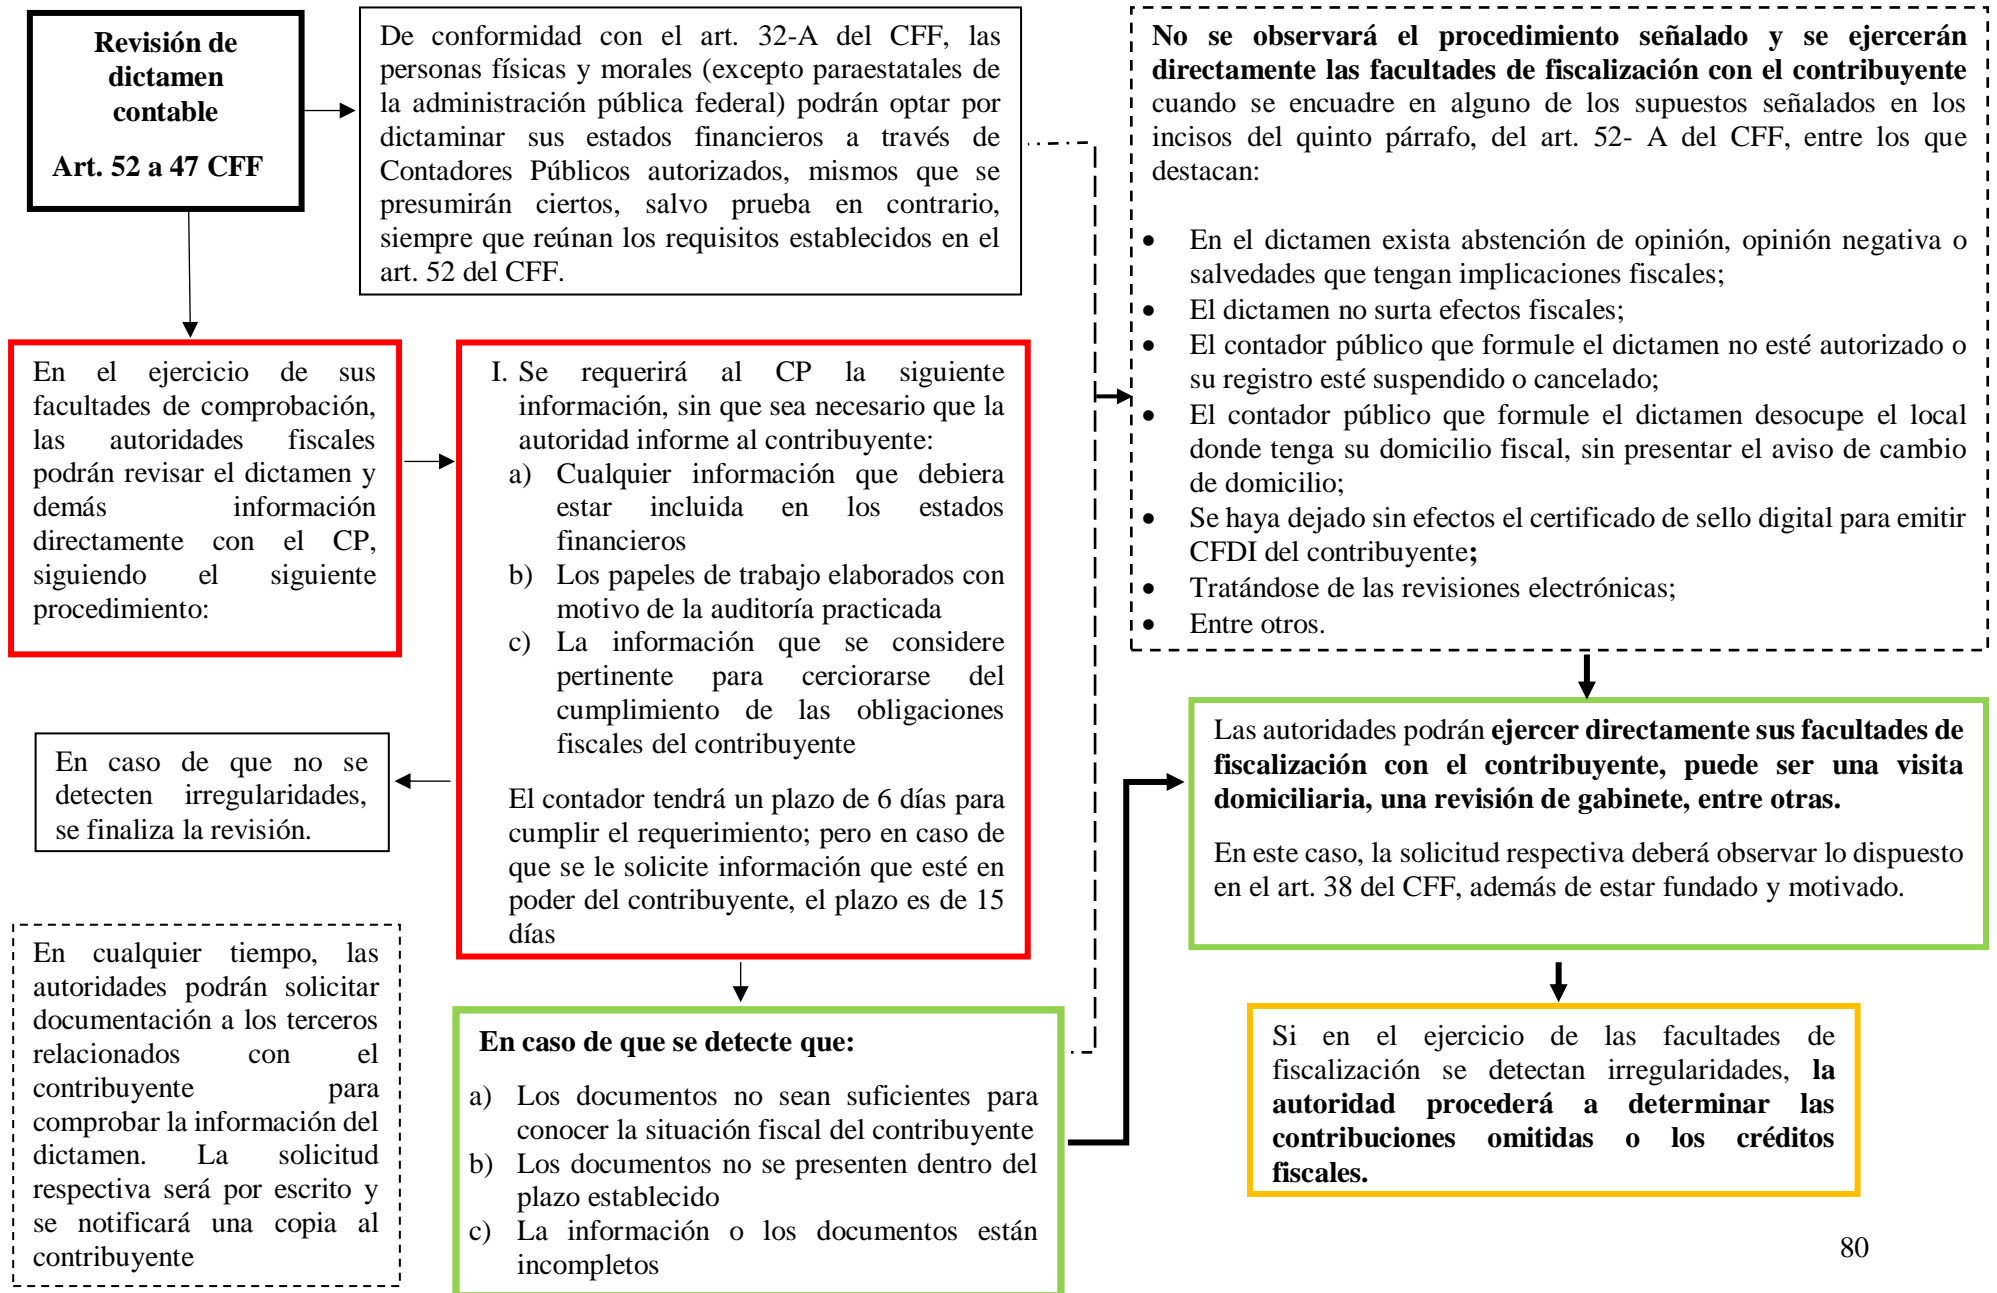 Revisión de
dictamen
contable
Art. 52 a 47 CFF
De conformidad con el art. 32-A del CFF, las
personas físicas y morales (excepto paraestatales de
la administración pública federal) podrán optar por
dictaminar sus estados financieros a través de
Contadores Públicos autorizados, mismos que se
presumirán ciertos, salvo prueba en contrario,
siempre que reúnan los requisitos establecidos en el
art. 52 del CFF.
No se observará el procedimiento señalado y se ejercerán
directamente las facultades de fiscalización con el contribuyente
cuando se encuadre en alguno de los supuestos señalados en los
incisos del quinto párrafo, del art. 52- A del CFF, entre los que
destacan:
• En el dictamen exista abstención de opinión, opinión negativa o
salvedades que tengan implicaciones fiscales;
• El dictamen no surta efectos fiscales;
• El contador público que formule el dictamen no esté autorizado o
su registro esté suspendido o cancelado;
• El contador público que formule el dictamen desocupe el local
donde tenga su domicilio fiscal, sin presentar el aviso de cambio
de domicilio;
• Se haya dejado sin efectos el certificado de sello digital para emitir
CFDI del contribuyente;
• Tratándose de las revisiones electrónicas;
• Entre otros.
En el ejercicio de sus
facultades de comprobación,
las autoridades fiscales
podrán revisar el dictamen y
demás información
directamente con el CP,
siguiendo el siguiente
procedimiento:
I. Se requerirá al CP la siguiente
información, sin que sea necesario que la
autoridad informe al contribuyente:
a) Cualquier información que debiera
estar incluida en los estados
financieros
b) Los papeles de trabajo elaborados con
motivo de la auditoría practicada
c) La información que se considere
pertinente para cerciorarse del
cumplimiento de las obligaciones
fiscales del contribuyente
El contador tendrá un plazo de 6 días para
cumplir el requerimiento; pero en caso de
que se le solicite información que esté en
poder del contribuyente, el plazo es de 15
días
En caso de que no se
detecten irregularidades,
se finaliza la revisión.
Las autoridades podrán ejercer directamente sus facultades de
fiscalización con el contribuyente, puede ser una visita
domiciliaria, una revisión de gabinete, entre otras.
En este caso, la solicitud respectiva deberá observar lo dispuesto
en el art. 38 del CFF, además de estar fundado y motivado.
En cualquier tiempo, las
autoridades podrán solicitar
documentación a los terceros
relacionados con el
contribuyente para
comprobar la información del
dictamen. La solicitud
respectiva será por escrito y
se notificará una copia al
contribuyente
En caso de que se detecte que:
a) Los documentos no sean suficientes para
conocer la situación fiscal del contribuyente
b) Los documentos no se presenten dentro del
plazo establecido
c) La información o los documentos están
incompletos
Si en el ejercicio de las facultades de
fiscalización se detectan irregularidades, la
autoridad procederá a determinar las
contribuciones omitidas o los créditos
fiscales.
80